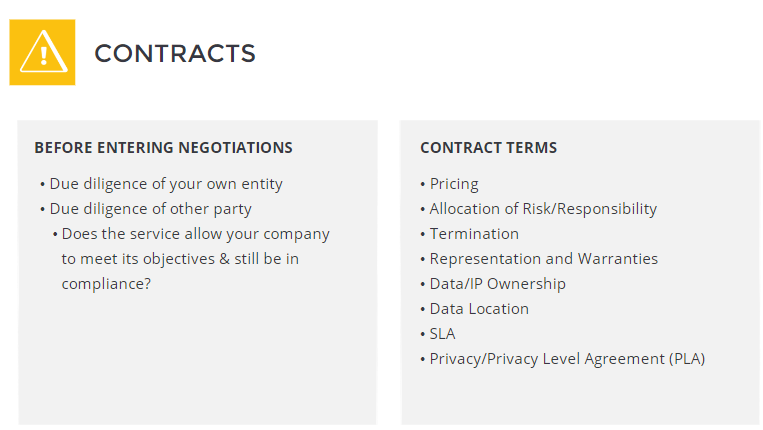 CONTRACTS
BEFORE ENTERING NEGOTIATIONS
• Due diligence of your own entity
• Due diligence of other party
• Does the service allow your company
to meet its objectives & still be in
compliance?
CONTRACT TERMS
• Pricing
• Allocation of Risk/Responsibility
• Termination
• Representation and Warranties
• Data/IP Ownership
• Data Location
• SLA
• Privacy/Privacy Level Agreement (PLA)